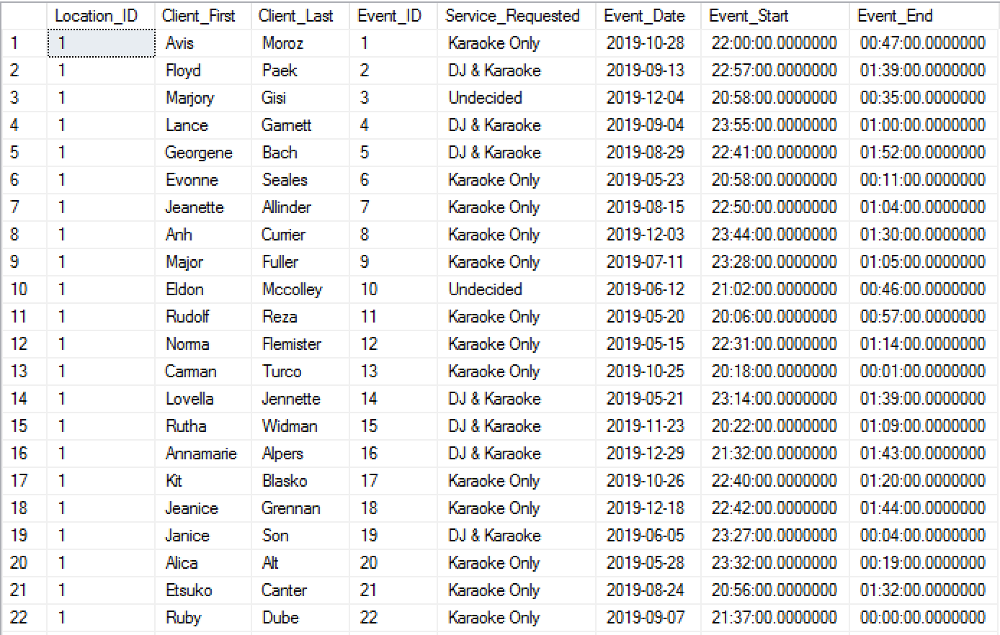 Location_ID Client_First Client_Last Event_ID Service_Requested Event_Date Event_Start Event_End
1 1 Avis Moroz 1 Karaoke Only 2019-10-28 22:00:00.0000000 00:47:00.0000000
2 1 Floyd Paek 2 DJ & Karaoke 2019-09-13 22:57:00.0000000 01:39:00.0000000
3 1 Marjory Gisi 3 Undecided 2019-12-04 20:58:00.0000000 00:35:00.0000000
4 1 Lance Garnett 4 DJ & Karaoke 2019-09-04 23:55:00.0000000 01:00:00.0000000
5 1 Georgene Bach 5 DJ & Karaoke 2019-08-29 22:41:00.0000000 01:52:00.0000000
6 1 Evonne Seales 6 Karaoke Only 2019-05-23 20:58:00.0000000 00:11:00.0000000
7 1 Jeanette Allinder 7 Karaoke Only 2019-08-15 22:50:00.0000000 01:04:00.0000000
8 1 Anh Currier 8 Karaoke Only 2019-12-03 23:44:00.0000000 01:30:00.0000000
9 1 Major Fuller 9 Karaoke Only 2019-07-11 23:28:00.0000000 01:05:00.0000000
10 1 Eldon Mccolley 10 Undecided 2019-06-12 21:02:00.0000000 00:46:00.0000000
11 1 Rudolf Reza 11 Karaoke Only 2019-05-20 20:06:00.0000000 00:57:00.0000000
12 1 Norma Flemister 12 Karaoke Only 2019-05-15 22:31:00.0000000 01:14:00.0000000
13 1 Carman Turco 13 Karaoke Only 2019-10-25 20:18:00.0000000 00:01:00.0000000
14 1 Lovella Jennette 14 DJ & Karaoke 2019-05-21 23:14:00.0000000 01:39:00.0000000
15 1 Rutha Widman 15 DJ & Karaoke 2019-11-23 20:22:00.0000000 01:09:00.0000000
16 1 Annamarie Alpers 16 DJ & Karaoke 2019-12-29 21:32:00.0000000 01:43:00.0000000
17 1 Kit Blasko 17 Karaoke Only 2019-10-26 22:40:00.0000000 01:20:00.0000000
18 1 Jeanice Grennan 18 Karaoke Only 2019-12-18 22:42:00.0000000 01:44:00.0000000
19 1 Janice Son 19 DJ & Karaoke 2019-06-05 23:27:00.0000000 00:04:00.0000000
20 1 Alica Alt 20 Karaoke Only 2019-05-28 23:32:00.0000000 00:19:00.0000000
21 1 Etsuko Canter 21 Karaoke Only 2019-08-24 20:56:00.0000000 01:32:00.0000000
22 1 Ruby Dube 22 Karaoke Only 2019-09-07 21:37:00.0000000 00:00:00.0000000